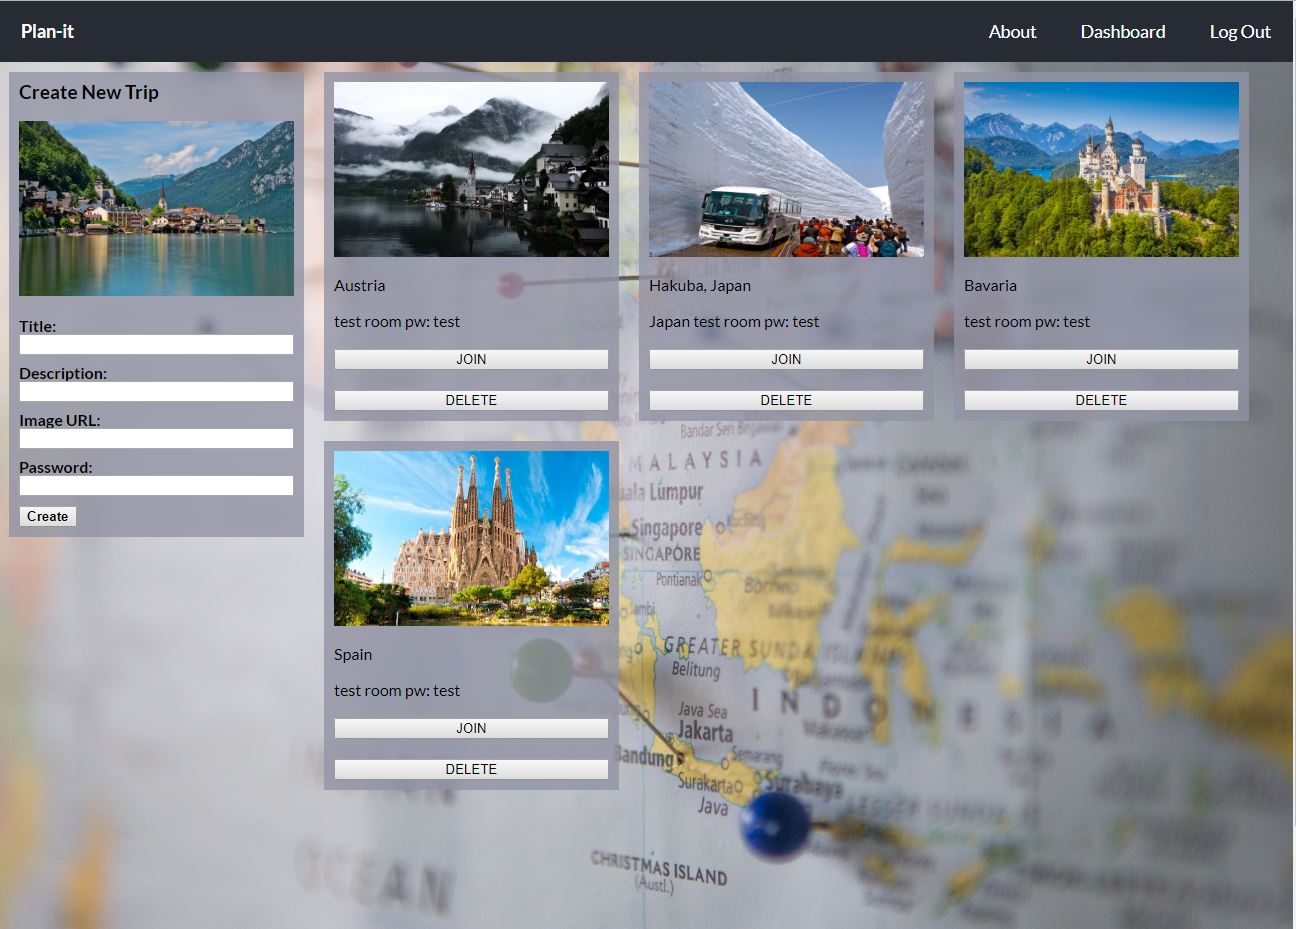 Plan-it
About
Dashboard
Log Out
Create New Trip
Title:
Description:
Image URL:
Password:
Create
Austria
test room pw: test
JOIN
DELETE
Hakuba, Japan
Japan test room pw: test
JOIN
DELETE
Bavaria
test room pw: test
JOIN
DELETE
Spain
test room pw: test
JOIN
DELETE
Bandar Seri Begawan
MALAYSIA
Kuala Lumpur
Singapore
SINGAPORE
Kuching
Pontianak
Borneo
GREATER SUNDA ISLANDS
Belitung
INDONESIA
Java Sea
Jakarta
Bandung
Semarang
Surakarta
Surabaya
Java
CHRISTMAS ISLAND
(Austl.)
OCEAN